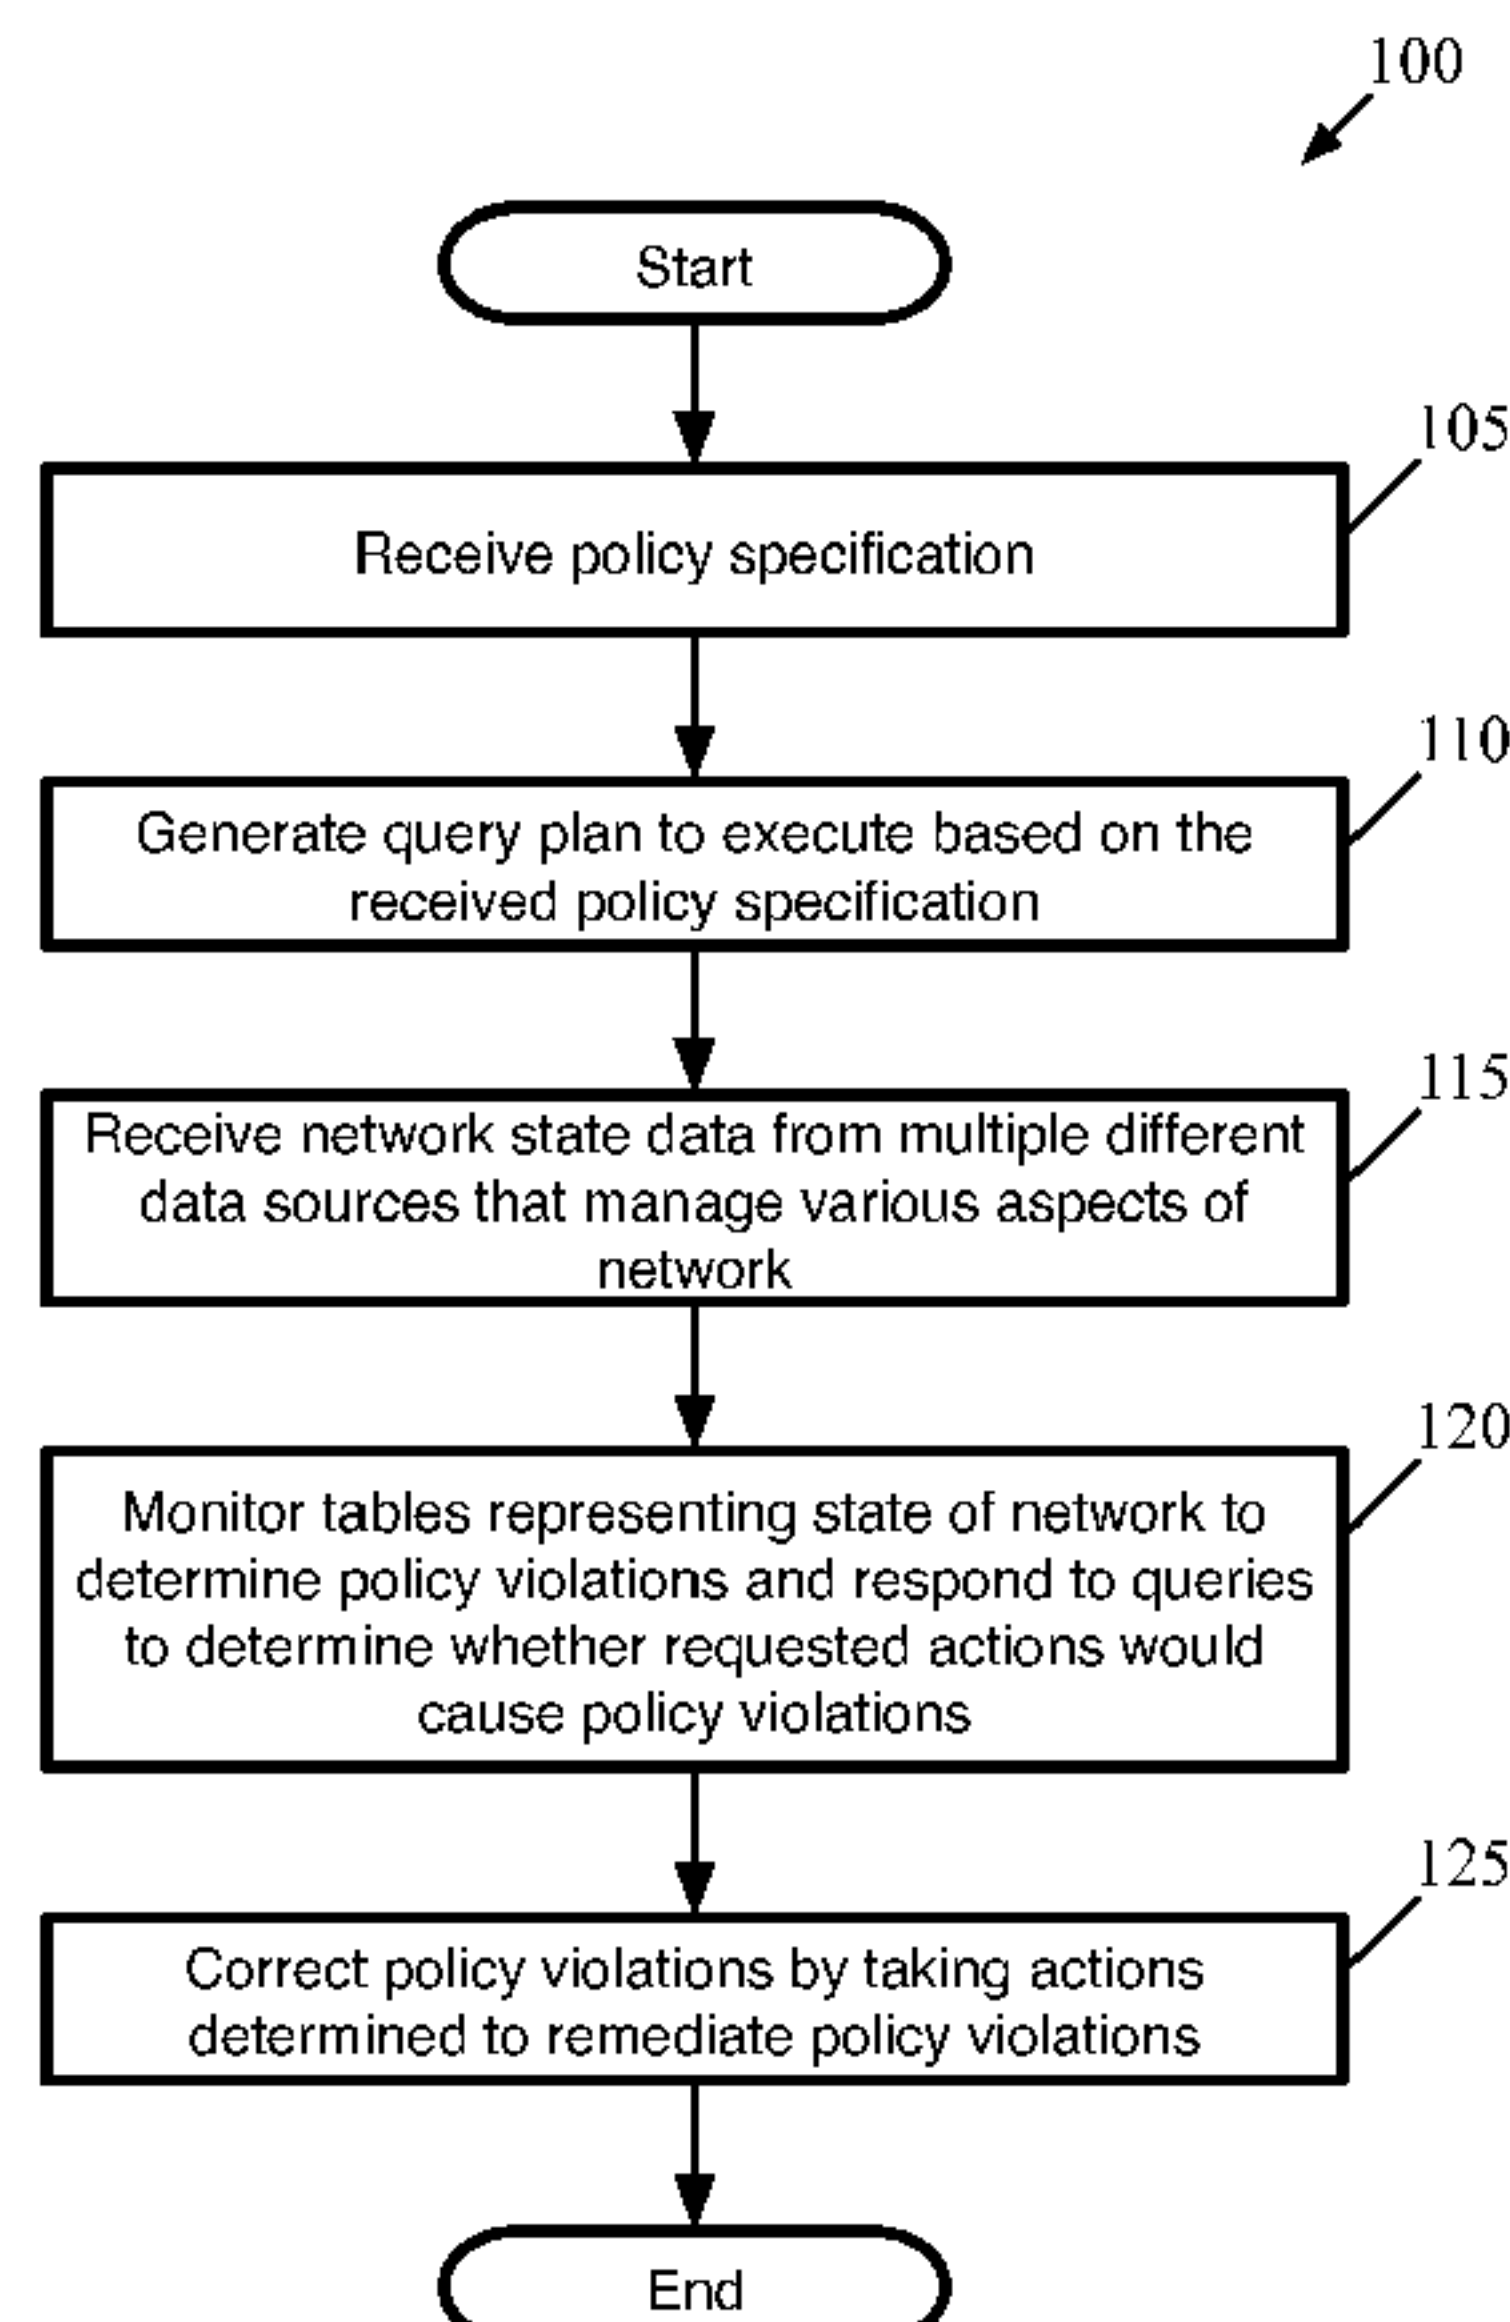 100
Start
105
Receive policy specification
110
Generate query plan to execute based on the
received policy specification
115
Receive network state data from multiple different
data sources that manage various aspects of
network
120
Monitor tables representing state of network to
determine policy violations and respond to queries
to determine whether requested actions would
cause policy violations
125
Correct policy violations by taking actions
determined to remediate policy violations
End